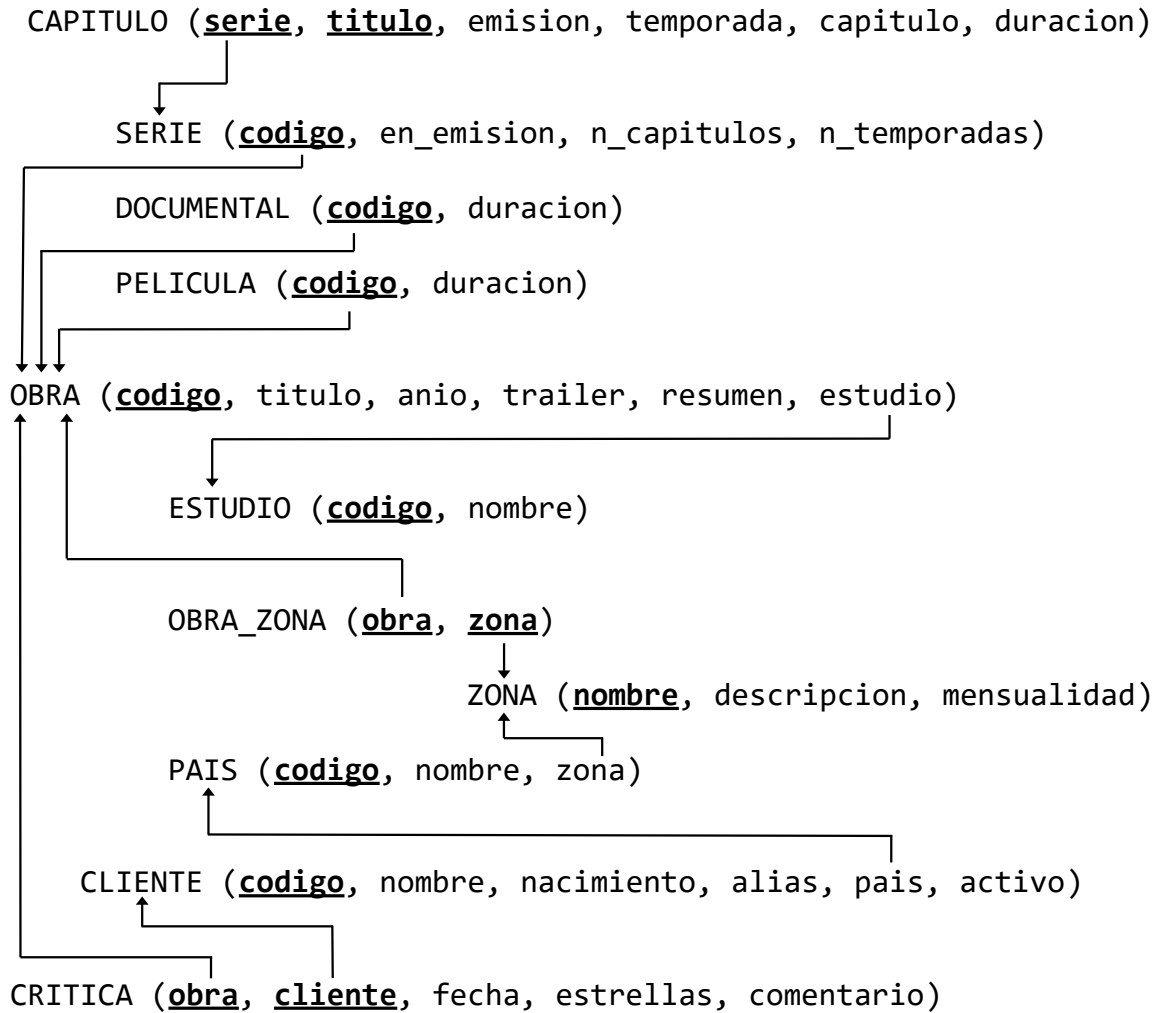 CAPITULO (serie, titulo, emision, temporada, capitulo, duracion)
SERIE (codigo, en_emision, n_capitulos, n_temporadas)
DOCUMENTAL (codigo, duracion)
PELICULA (codigo, duracion)
OBRA (codigo, titulo, anio, trailer, resumen, estudio)
ESTUDIO (codigo, nombre)
OBRA_ZONA (obra, zona)
ZONA (nombre, descripcion, mensualidad)
PAIS (codigo, nombre, zona)
CLIENTE (codigo, nombre, nacimiento, alias, pais, activo)
CRITICA (obra, cliente, fecha, estrellas, comentario)